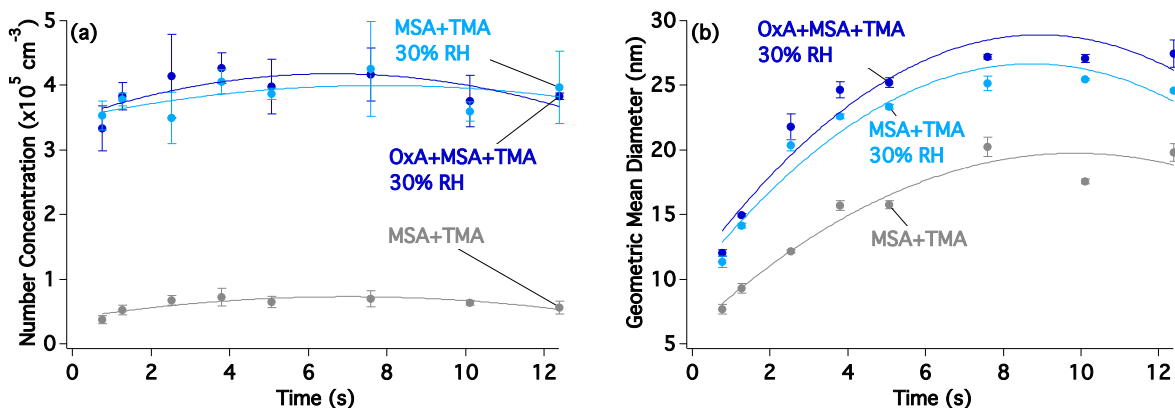 (a)
MSA+TMA
30% RH
OxA+MSA+TMA
30% RH
MSA+TMA
Number Concentration (x10⁵ cm⁻³)
5
4
3
2
1
0
0 2 4 6 8 10 12
Time (s)
(b)
OxA+MSA+TMA
30% RH
MSA+TMA
30% RH
MSA+TMA
Geometric Mean Diameter (nm)
30
25
20
15
10
5
0 2 4 6 8 10 12
Time (s)